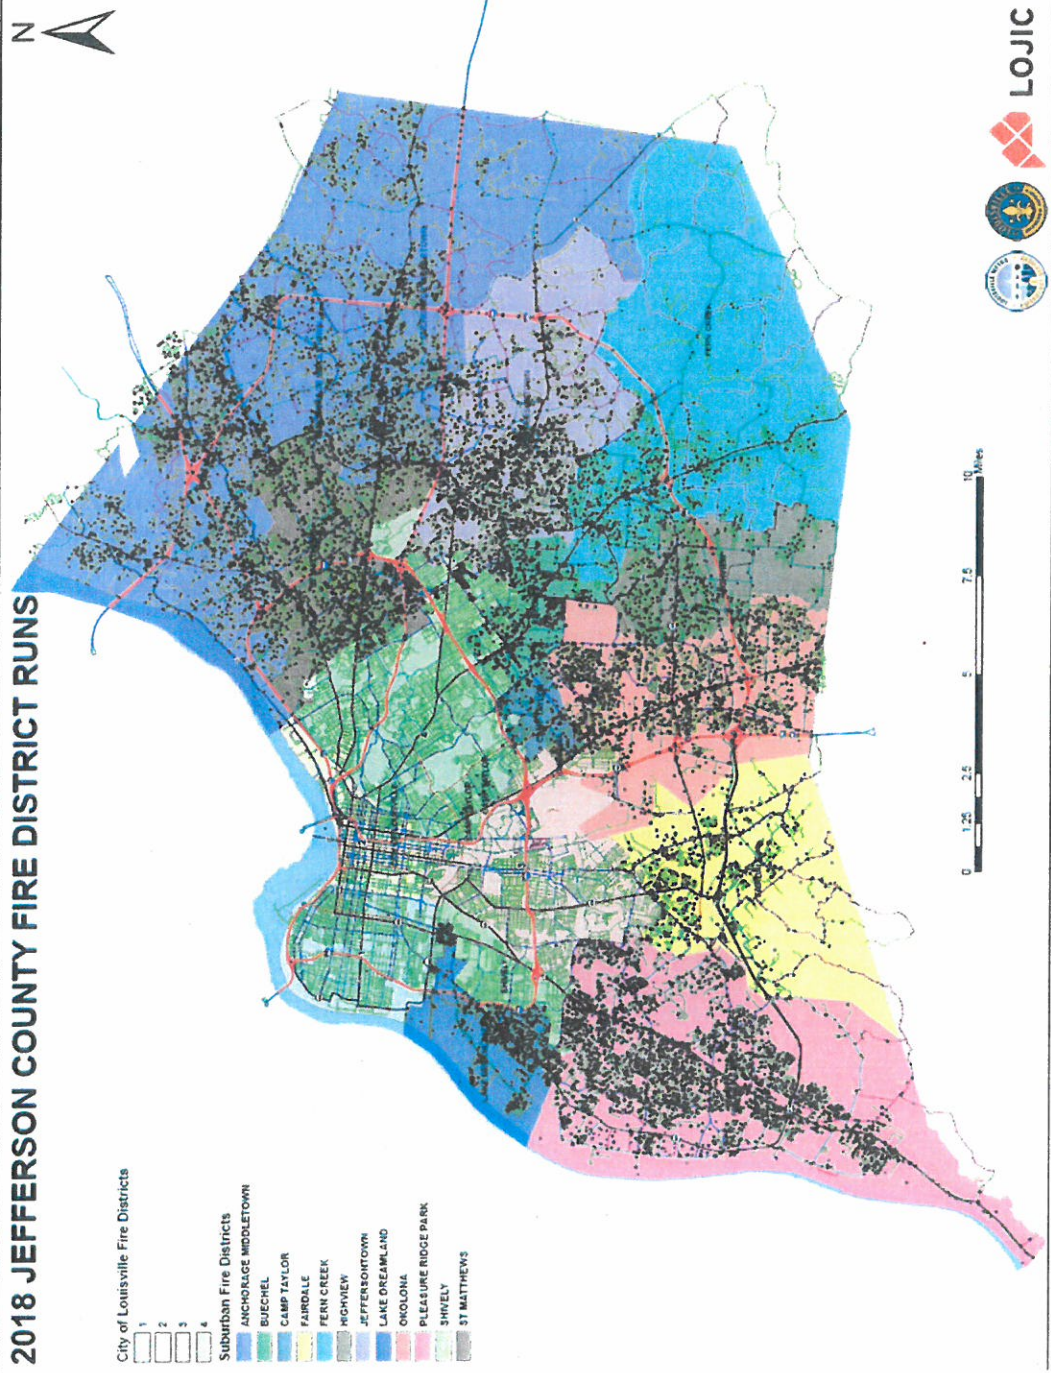 2018 JEFFERSON COUNTY FIRE DISTRICT RUNS
N
City of Louisville Fire Districts
1
2
3
4
Suburban Fire Districts
ANCHORAGE MIDDLETOWN
BUECHEL
CAMP TAYLOR
FAIRDALE
FERN CREEK
HIGHVIEW
JEFFERSONTOWN
LAKE DREAMLAND
OKOLONA
PLEASURE RIDGE PARK
SHIVELY
ST MATTHEWS
FERN CREEK
0 1.25 2.5 5 7.5 10
Miles
LOJIC